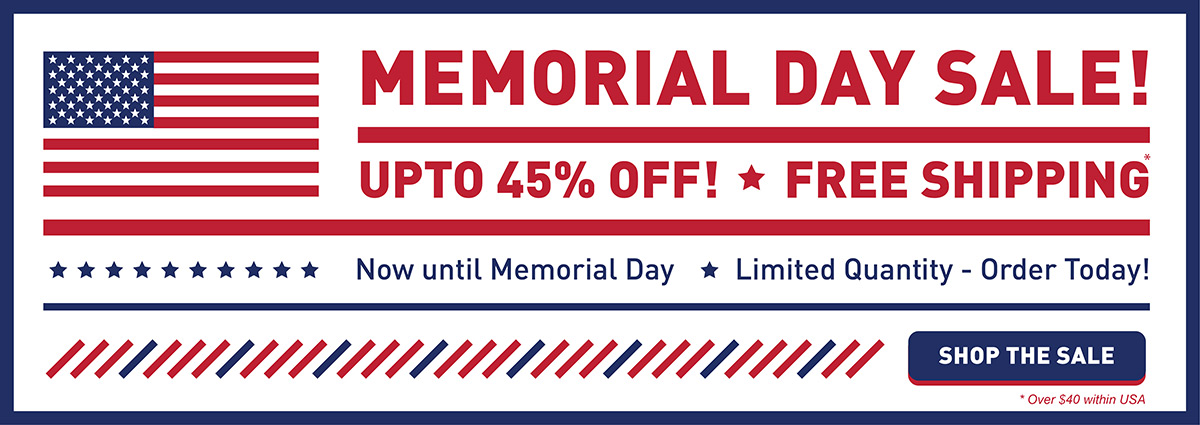 MEMORIAL DAY SALE!
UPTO 45% OFF! ★ FREE SHIPPING*
Now until Memorial Day ★ Limited Quantity - Order Today!
SHOP THE SALE
* Over $40 within USA